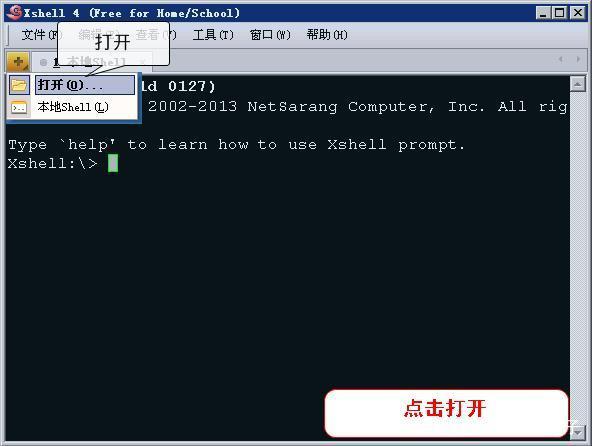 Xshell 4 (Free for Home/School)
文件(F) 编辑(E) 查看(V) 工具(T) 窗口(W) 帮助(H)
打开
1 本地Shell
打开(O)...
本地Shell(L)
ld 0127)
2002-2013 NetSarang Computer, Inc. All rig
Type `help' to learn how to use Xshell prompt.
Xshell:\>
点击打开